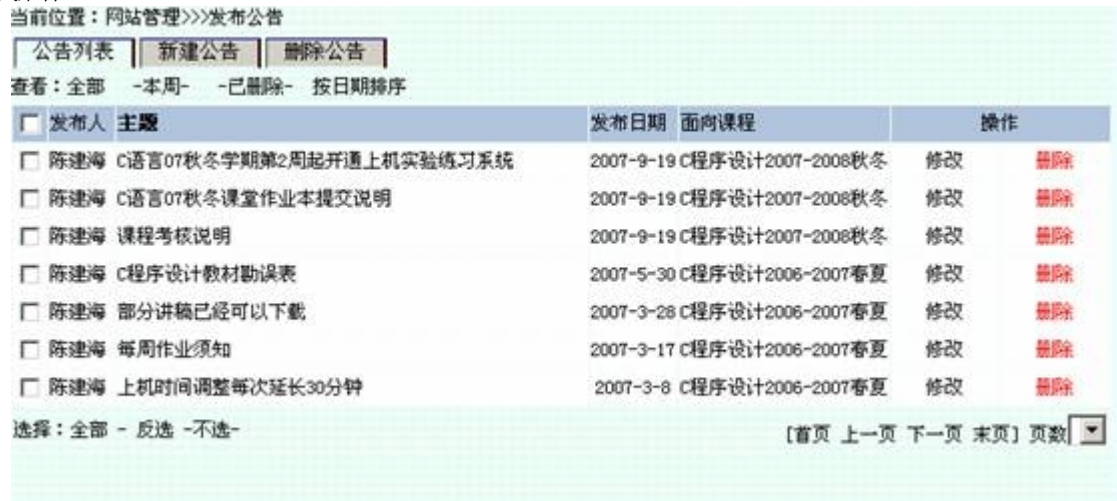 当前位置：网站管理>>>发布公告
公告列表 新建公告 删除公告
查看：全部 -本周- -已删除- 按日期排序
发布人 主题 发布日期 面向课程 操作
陈建海 C语言07秋冬学期第2周起开通上机实验练习系统 2007-9-19 C程序设计2007-2008秋冬 修改 删除
陈建海 C语言07秋冬课堂作业本提交说明 2007-9-19 C程序设计2007-2008秋冬 修改 删除
陈建海 课程考核说明 2007-9-19 C程序设计2007-2008秋冬 修改 删除
陈建海 C程序设计教材勘误表 2007-5-30 C程序设计2006-2007春夏 修改 删除
陈建海 部分讲稿已经可以下载 2007-3-28 C程序设计2006-2007春夏 修改 删除
陈建海 每周作业须知 2007-3-17 C程序设计2006-2007春夏 修改 删除
陈建海 上机时间调整每次延长30分钟 2007-3-8 C程序设计2006-2007春夏 修改 删除
选择：全部 - 反选 -不选- [首页 上一页 下一页 末页] 页数